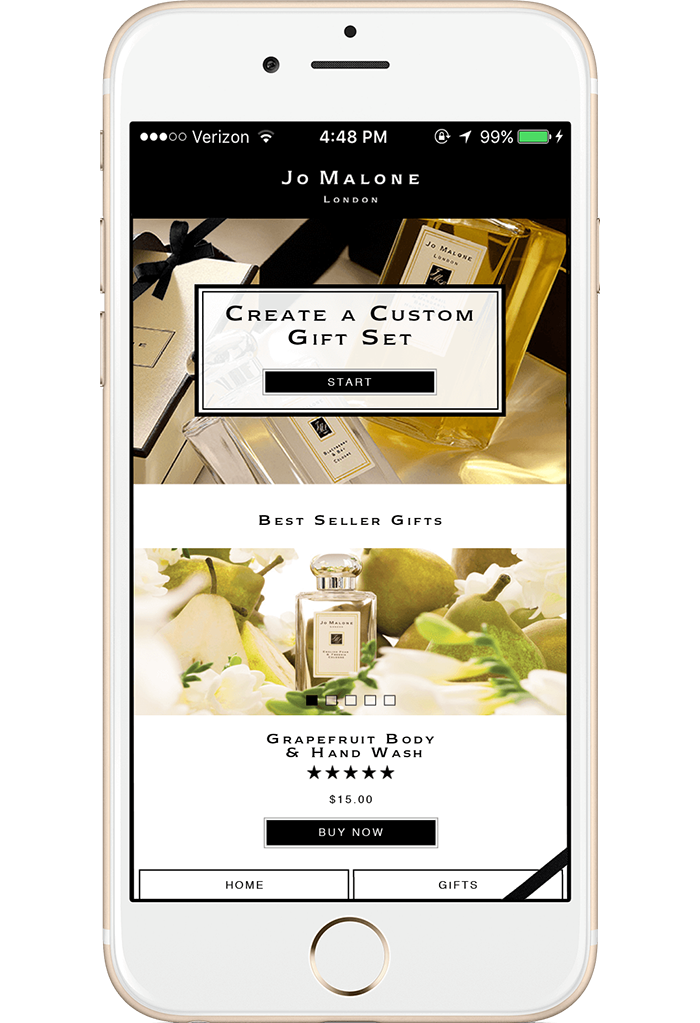 Verizon 4:48 PM 99%
Jo Malone
London
Jo Malone
London
Create a Custom
Gift Set
START
Blackberry
& Bay
Cologne
Best Seller Gifts
Jo Malone
London
English Pear
& Freesia
Cologne
Grapefruit Body
& Hand Wash
★★★★★
$15.00
BUY NOW
HOME GIFTS